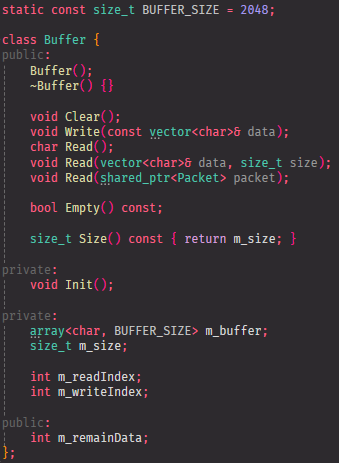 static const size_t BUFFER_SIZE = 2048;
class Buffer {
public:
Buffer();
~Buffer() {}
void Clear();
void Write(const vector<char>& data);
char Read();
void Read(vector<char>& data, size_t size);
void Read(shared_ptr<Packet> packet);
bool Empty() const;
size_t Size() const { return m_size; }
private:
void Init();
private:
array<char, BUFFER_SIZE> m_buffer;
size_t m_size;
int m_readIndex;
int m_writeIndex;
public:
int m_remainData;
};